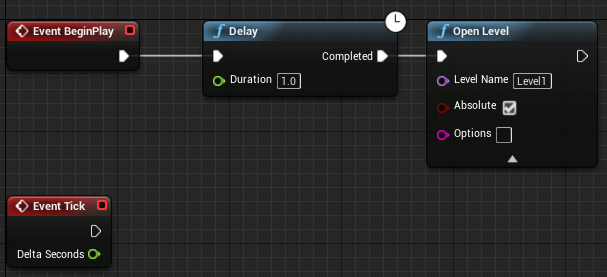 Event BeginPlay
Delay
Completed
Duration 1.0
Open Level
Level Name Level1
Absolute
Options
Event Tick
Delta Seconds